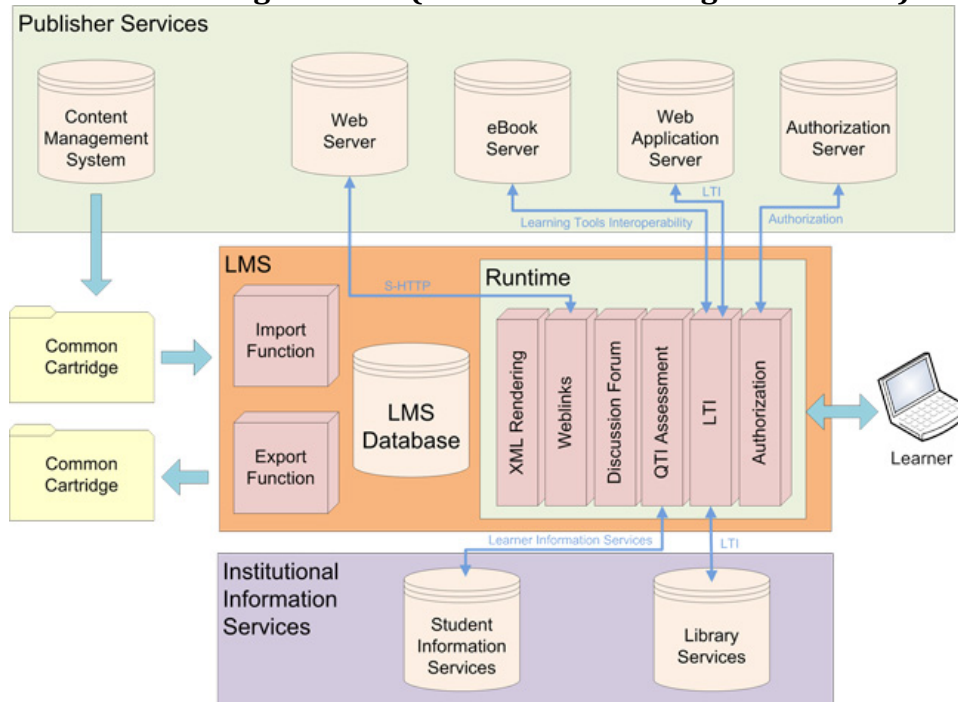 Publisher Services
Content
Management
System
Web
Server
eBook
Server
Web
Application
Server
Authorization
Server
LTI
Learning Tools Interoperability
Authorization
LMS
S-HTTP
Runtime
Import
Function
Common
Cartridge
LMS
Database
XML Rendering
Weblinks
Discussion Forum
QTI Assessment
LTI
Authorization
Common
Cartridge
Export
Function
Learner
Learner Information Services
LTI
Institutional
Information
Services
Student
Information
Services
Library
Services